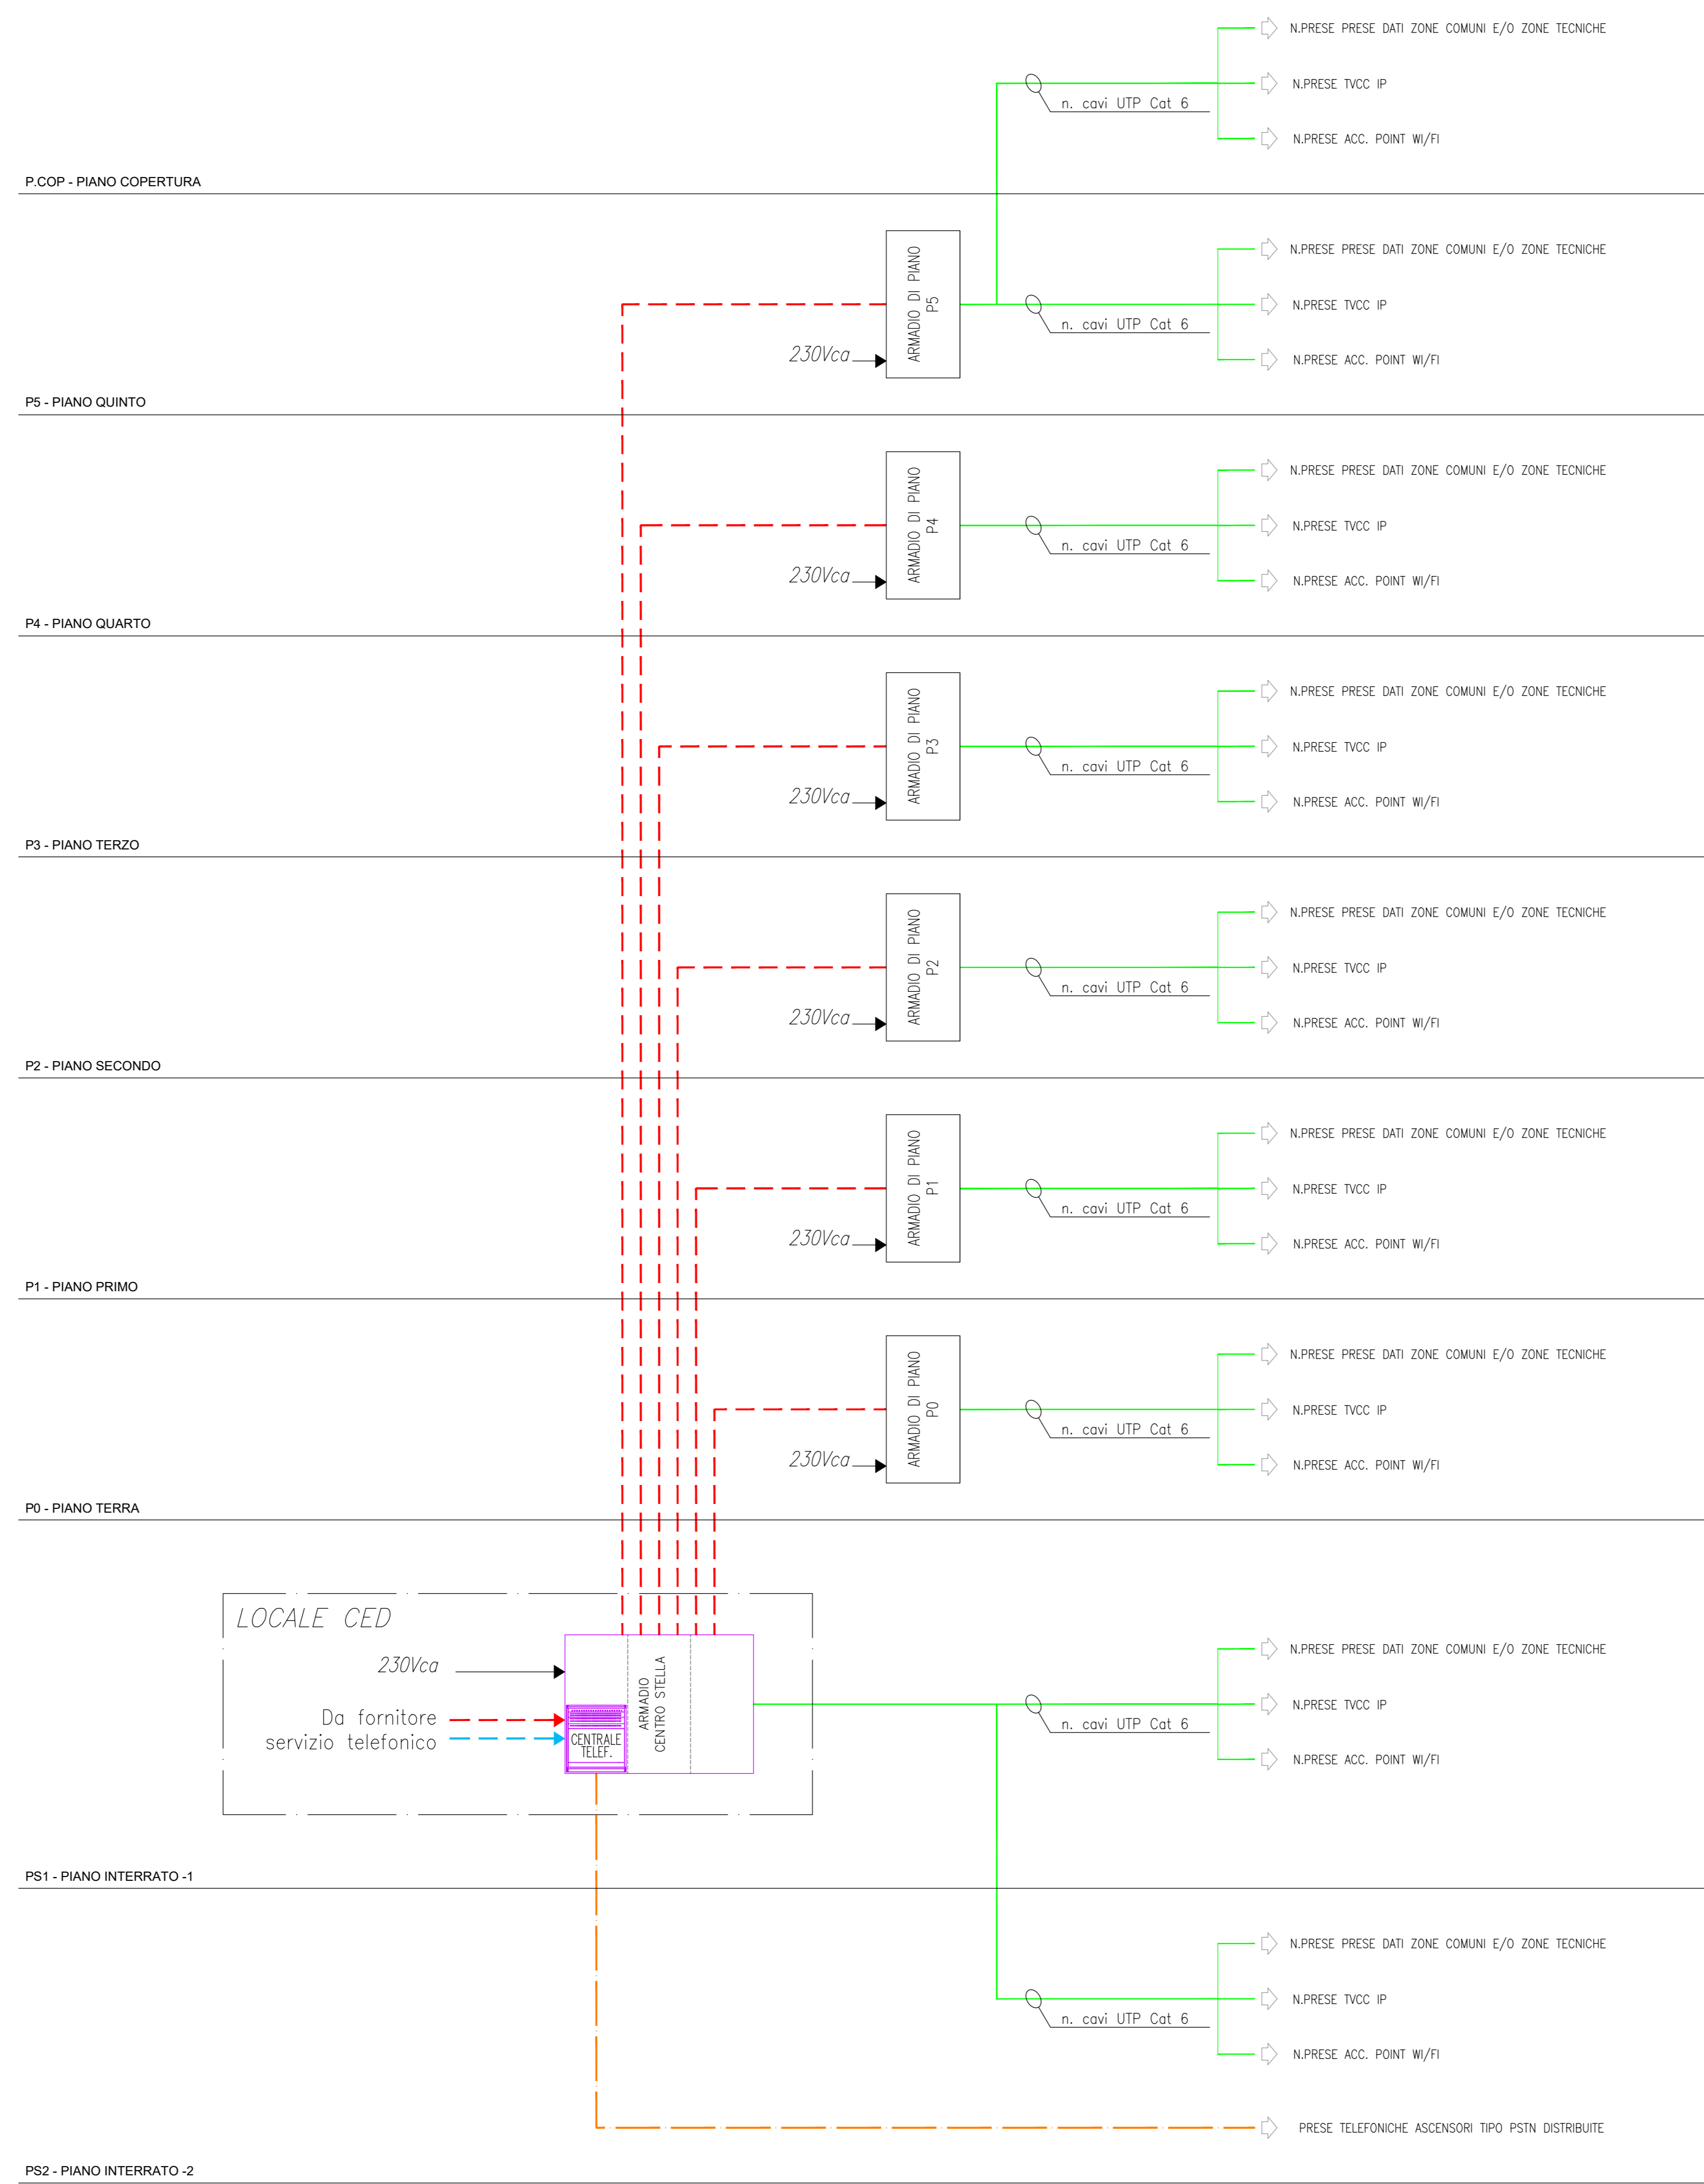 N.PRESE PRESE DATI ZONE COMUNI E/O ZONE TECNICHE
N.PRESE TVCC IP
n. cavi UTP Cat 6
N.PRESE ACC. POINT WI/FI
P.COP - PIANO COPERTURA
N.PRESE PRESE DATI ZONE COMUNI E/O ZONE TECNICHE
ARMADIO DI PIANO
P5
N.PRESE TVCC IP
n. cavi UTP Cat 6
230Vca
N.PRESE ACC. POINT WI/FI
P5 - PIANO QUINTO
N.PRESE PRESE DATI ZONE COMUNI E/O ZONE TECNICHE
ARMADIO DI PIANO
P4
N.PRESE TVCC IP
n. cavi UTP Cat 6
230Vca
N.PRESE ACC. POINT WI/FI
P4 - PIANO QUARTO
N.PRESE PRESE DATI ZONE COMUNI E/O ZONE TECNICHE
ARMADIO DI PIANO
P3
N.PRESE TVCC IP
n. cavi UTP Cat 6
230Vca
N.PRESE ACC. POINT WI/FI
P3 - PIANO TERZO
N.PRESE PRESE DATI ZONE COMUNI E/O ZONE TECNICHE
ARMADIO DI PIANO
P2
N.PRESE TVCC IP
n. cavi UTP Cat 6
230Vca
N.PRESE ACC. POINT WI/FI
P2 - PIANO SECONDO
N.PRESE PRESE DATI ZONE COMUNI E/O ZONE TECNICHE
ARMADIO DI PIANO
P1
N.PRESE TVCC IP
n. cavi UTP Cat 6
230Vca
N.PRESE ACC. POINT WI/FI
P1 - PIANO PRIMO
N.PRESE PRESE DATI ZONE COMUNI E/O ZONE TECNICHE
ARMADIO DI PIANO
P0
N.PRESE TVCC IP
n. cavi UTP Cat 6
230Vca
N.PRESE ACC. POINT WI/FI
P0 - PIANO TERRA
LOCALE CED
230Vca
Da fornitore
servizio telefonico
CENTRALE
TELEF.
ARMADIO
CENTRO STELLA
N.PRESE PRESE DATI ZONE COMUNI E/O ZONE TECNICHE
N.PRESE TVCC IP
n. cavi UTP Cat 6
N.PRESE ACC. POINT WI/FI
PS1 - PIANO INTERRATO -1
N.PRESE PRESE DATI ZONE COMUNI E/O ZONE TECNICHE
N.PRESE TVCC IP
n. cavi UTP Cat 6
N.PRESE ACC. POINT WI/FI
PRESE TELEFONICHE ASCENSORI TIPO PSTN DISTRIBUITE
PS2 - PIANO INTERRATO -2